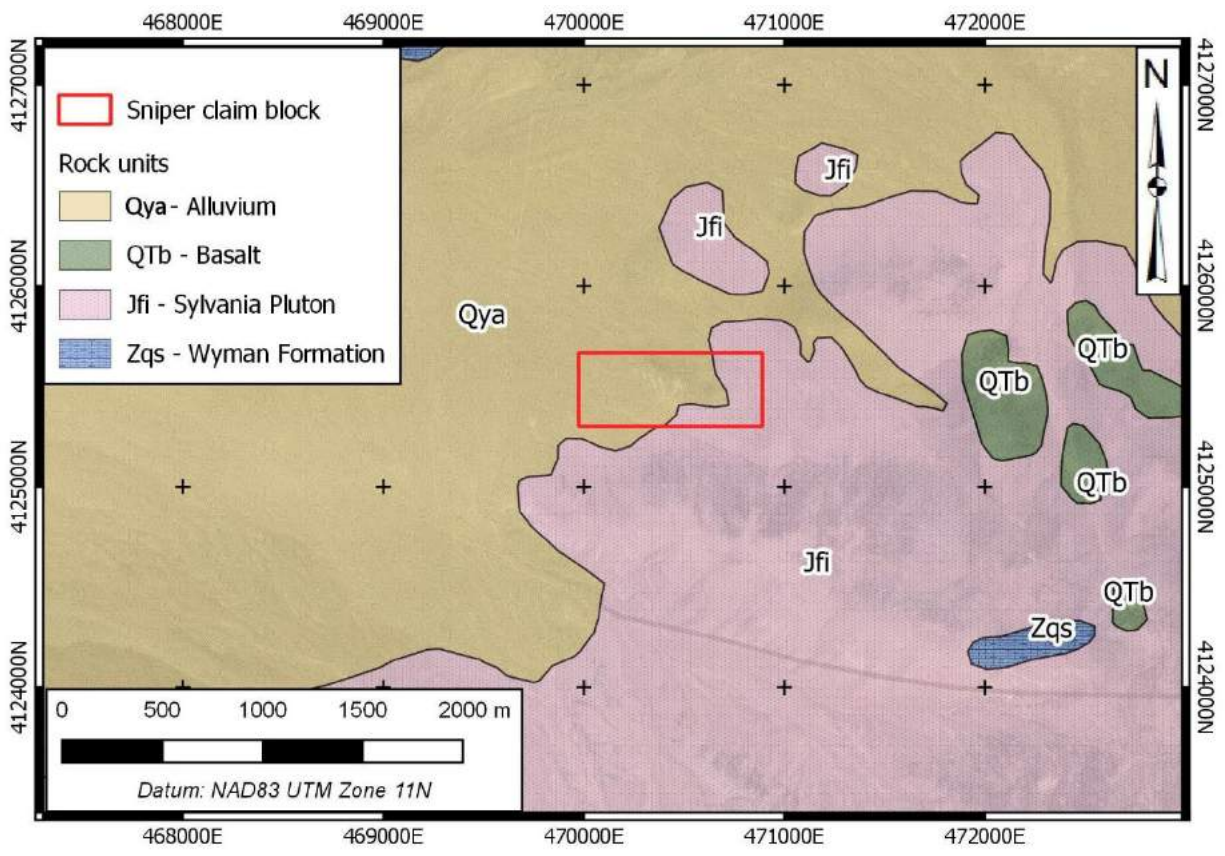 468000E 469000E 470000E 471000E 472000E
4127000N
4127000N
Sniper claim block
N
Rock units
Qya - Alluvium
QTb - Basalt
Jfi - Sylvania Pluton
Zqs - Wyman Formation
Jfi
Jfi
4126000N
4126000N
Qya
QTb
QTb
QTb
4125000N
4125000N
Jfi
QTb
Zqs
4124000N
4124000N
0 500 1000 1500 2000 m
Datum: NAD83 UTM Zone 11N
468000E 469000E 470000E 471000E 472000E